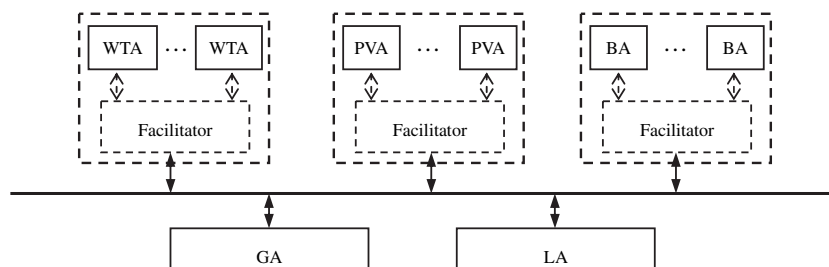 WTA ··· WTA PVA ··· PVA BA ··· BA
Facilitator Facilitator Facilitator
GA LA